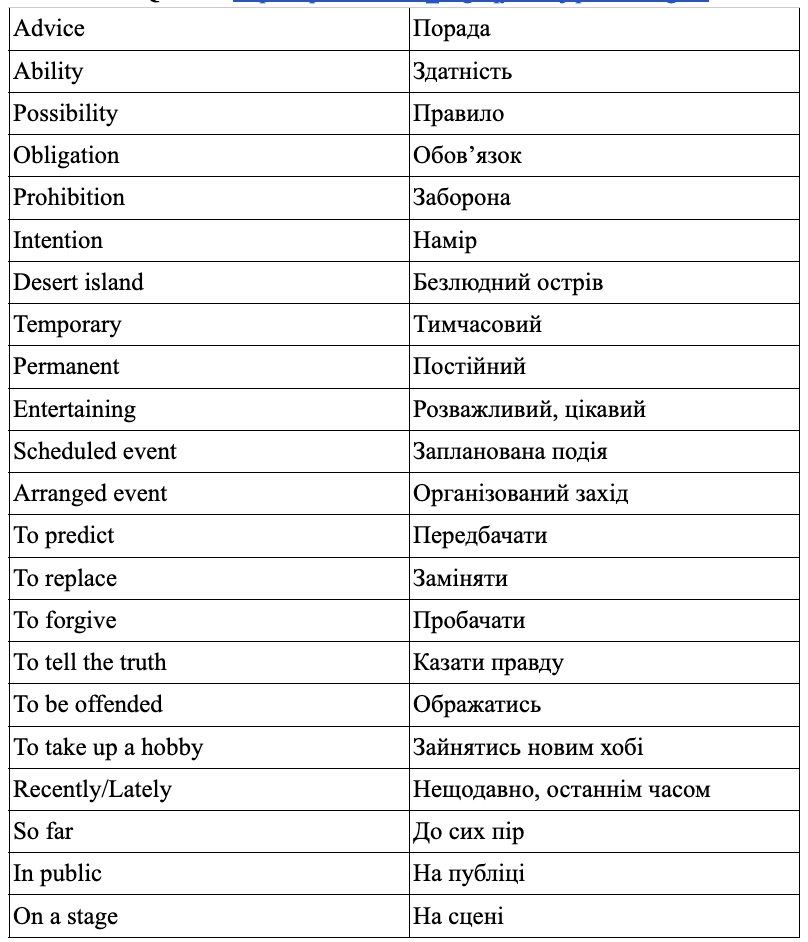 Advice Порада
Ability Здатність
Possibility Правило
Obligation Обов’язок
Prohibition Заборона
Intention Намір
Desert island Безлюдний острів
Temporary Тимчасовий
Permanent Постійний
Entertaining Розважливий, цікавий
Scheduled event Запланована подія
Arranged event Організований захід
To predict Передбачати
To replace Заміняти
To forgive Пробачати
To tell the truth Казати правду
To be offended Ображатись
To take up a hobby Зайнятись новим хобі
Recently/Lately Нещодавно, останнім часом
So far До сих пір
In public На публіці
On a stage На сцені